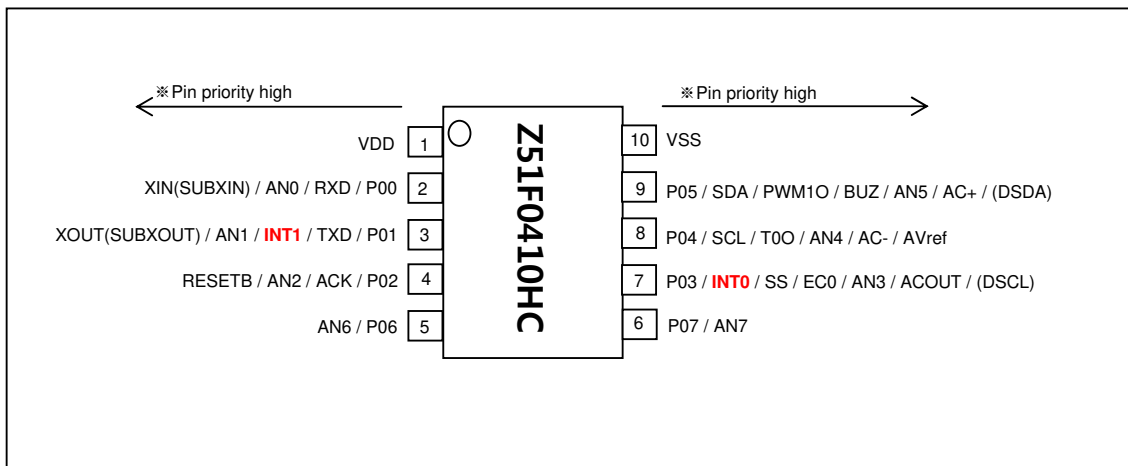 ※Pin priority high
※Pin priority high
VDD 1
10 VSS
XIN(SUBXIN) / AN0 / RXD / P00 2
9 P05 / SDA / PWM1O / BUZ / AN5 / AC+ / (DSDA)
XOUT(SUBXOUT) / AN1 / INT1 / TXD / P01 3
8 P04 / SCL / T0O / AN4 / AC- / AVref
RESETB / AN2 / ACK / P02 4
7 P03 / INT0 / SS / EC0 / AN3 / ACOUT / (DSCL)
AN6 / P06 5
6 P07 / AN7
Z51F0410HC